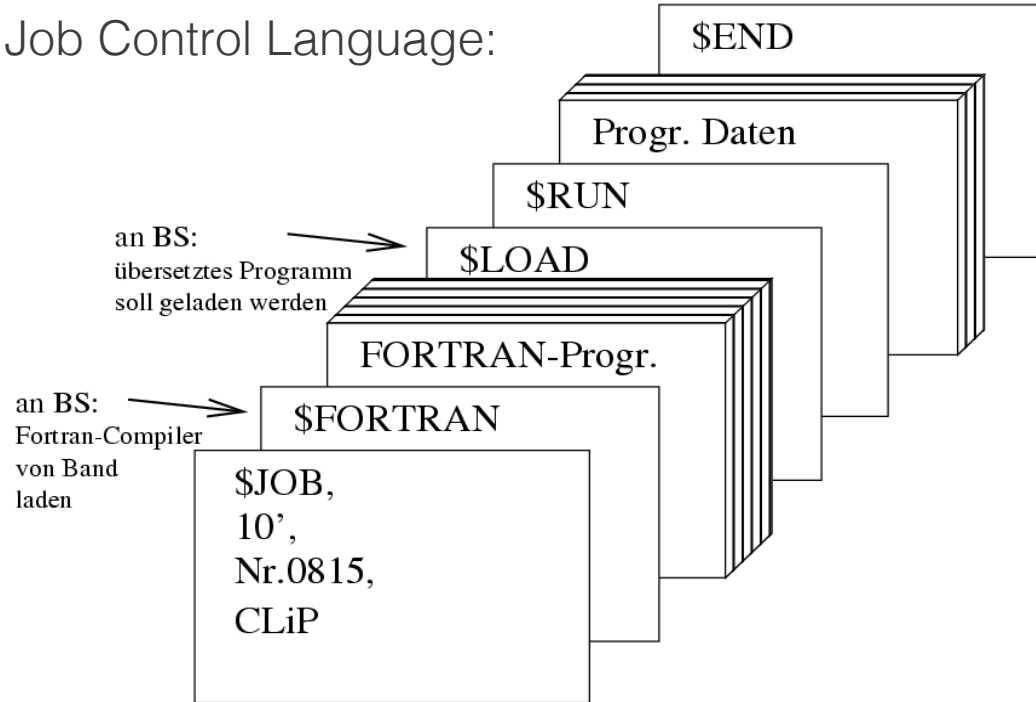 Job Control Language:
$END
Progr. Daten
$RUN
an BS:
übersetztes Programm
soll geladen werden
$LOAD
FORTRAN-Progr.
an BS:
Fortran-Compiler
von Band
laden
$FORTRAN
$JOB,
10’,
Nr.0815,
CLiP